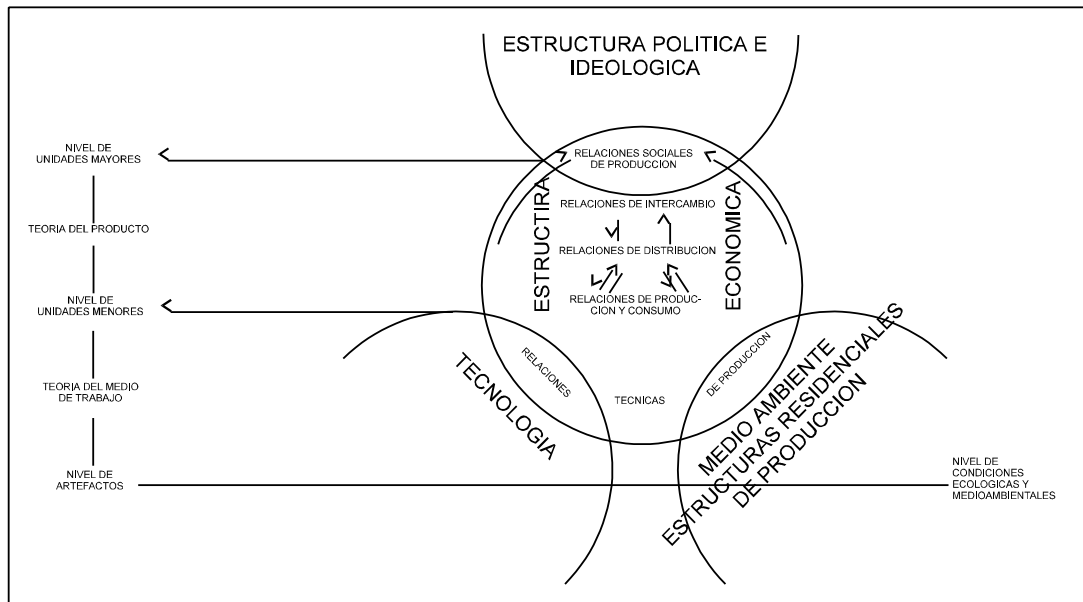 ESTRUCTURA POLITICA E
IDEOLOGICA
NIVEL DE
UNIDADES MAYORES
RELACIONES SOCIALES
DE PRODUCCION
ESTRUCTIRA
ECONOMICA
RELACIONES DE INTERCAMBIO
TEORIA DEL PRODUCTO
RELACIONES DE DISTRIBUCION
NIVEL DE
UNIDADES MENORES
RELACIONES DE PRODUC-
CION Y CONSUMO
TECNOLOGIA
RELACIONES
TECNICAS
DE PRODUCCION
MEDIO AMBIENTE
ESTRUCTURAS RESIDENCIALES
DE PRODUCCION
TEORIA DEL MEDIO
DE TRABAJO
NIVEL DE
ARTEFACTOS
NIVEL DE
CONDICIONES
ECOLOGICAS Y
MEDIOAMBIENTALES